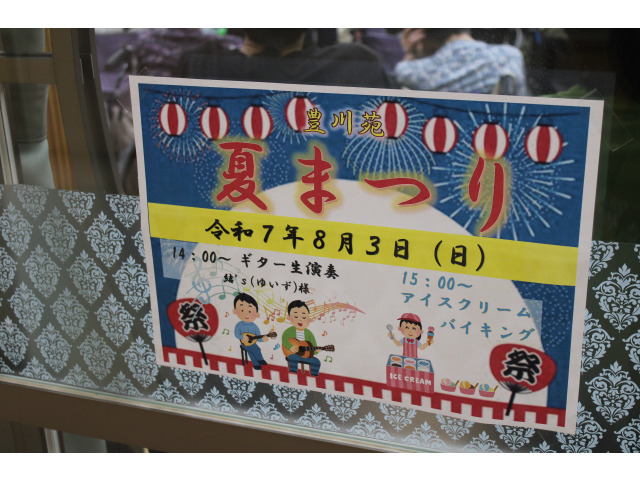 豊川苑
夏まつり
令和7年8月3日（日）
14:00～ ギター生演奏
結's(ゆいず)様
15:00～
アイスクリーム
バイキング
祭
祭
ICE CREAM